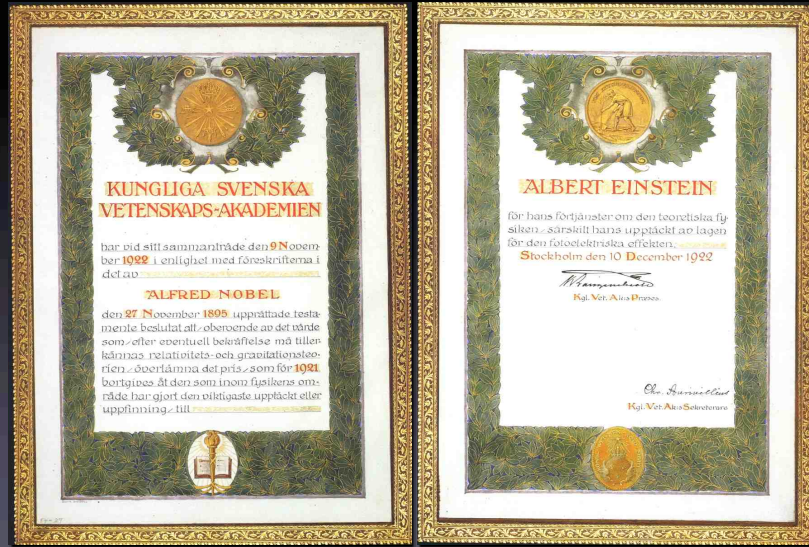 KUNGLIGA SVENSKA
VETENSKAPS-AKADEMIEN
har vid sitt sammanträde den 9 Novem-
ber 1922 i enlighet med föreskrifterna i
det av
ALFRED NOBEL
den 27 November 1895 upprättade testa-
mente beslutat att, oberoende av det värde
som, efter eventuell bekräftelse må tiller-
kännas relativitets- och gravitationsteo-
rien, överlämna det pris, som för 1921
bortgives åt den som inom fysikens om-
råde har gjort den viktigaste upptäckt eller
uppfinning, till
ALBERT EINSTEIN
för hans förtjänster om den teoretiska fy-
siken, särskilt hans upptäckt av lagen
för den fotoelektriska effekten.
Stockholm den 10 December 1922
Kgl. Vet. Ak:s Præses.
Chr. Aurivillius
Kgl. Vet. Ak:s Sekreterare